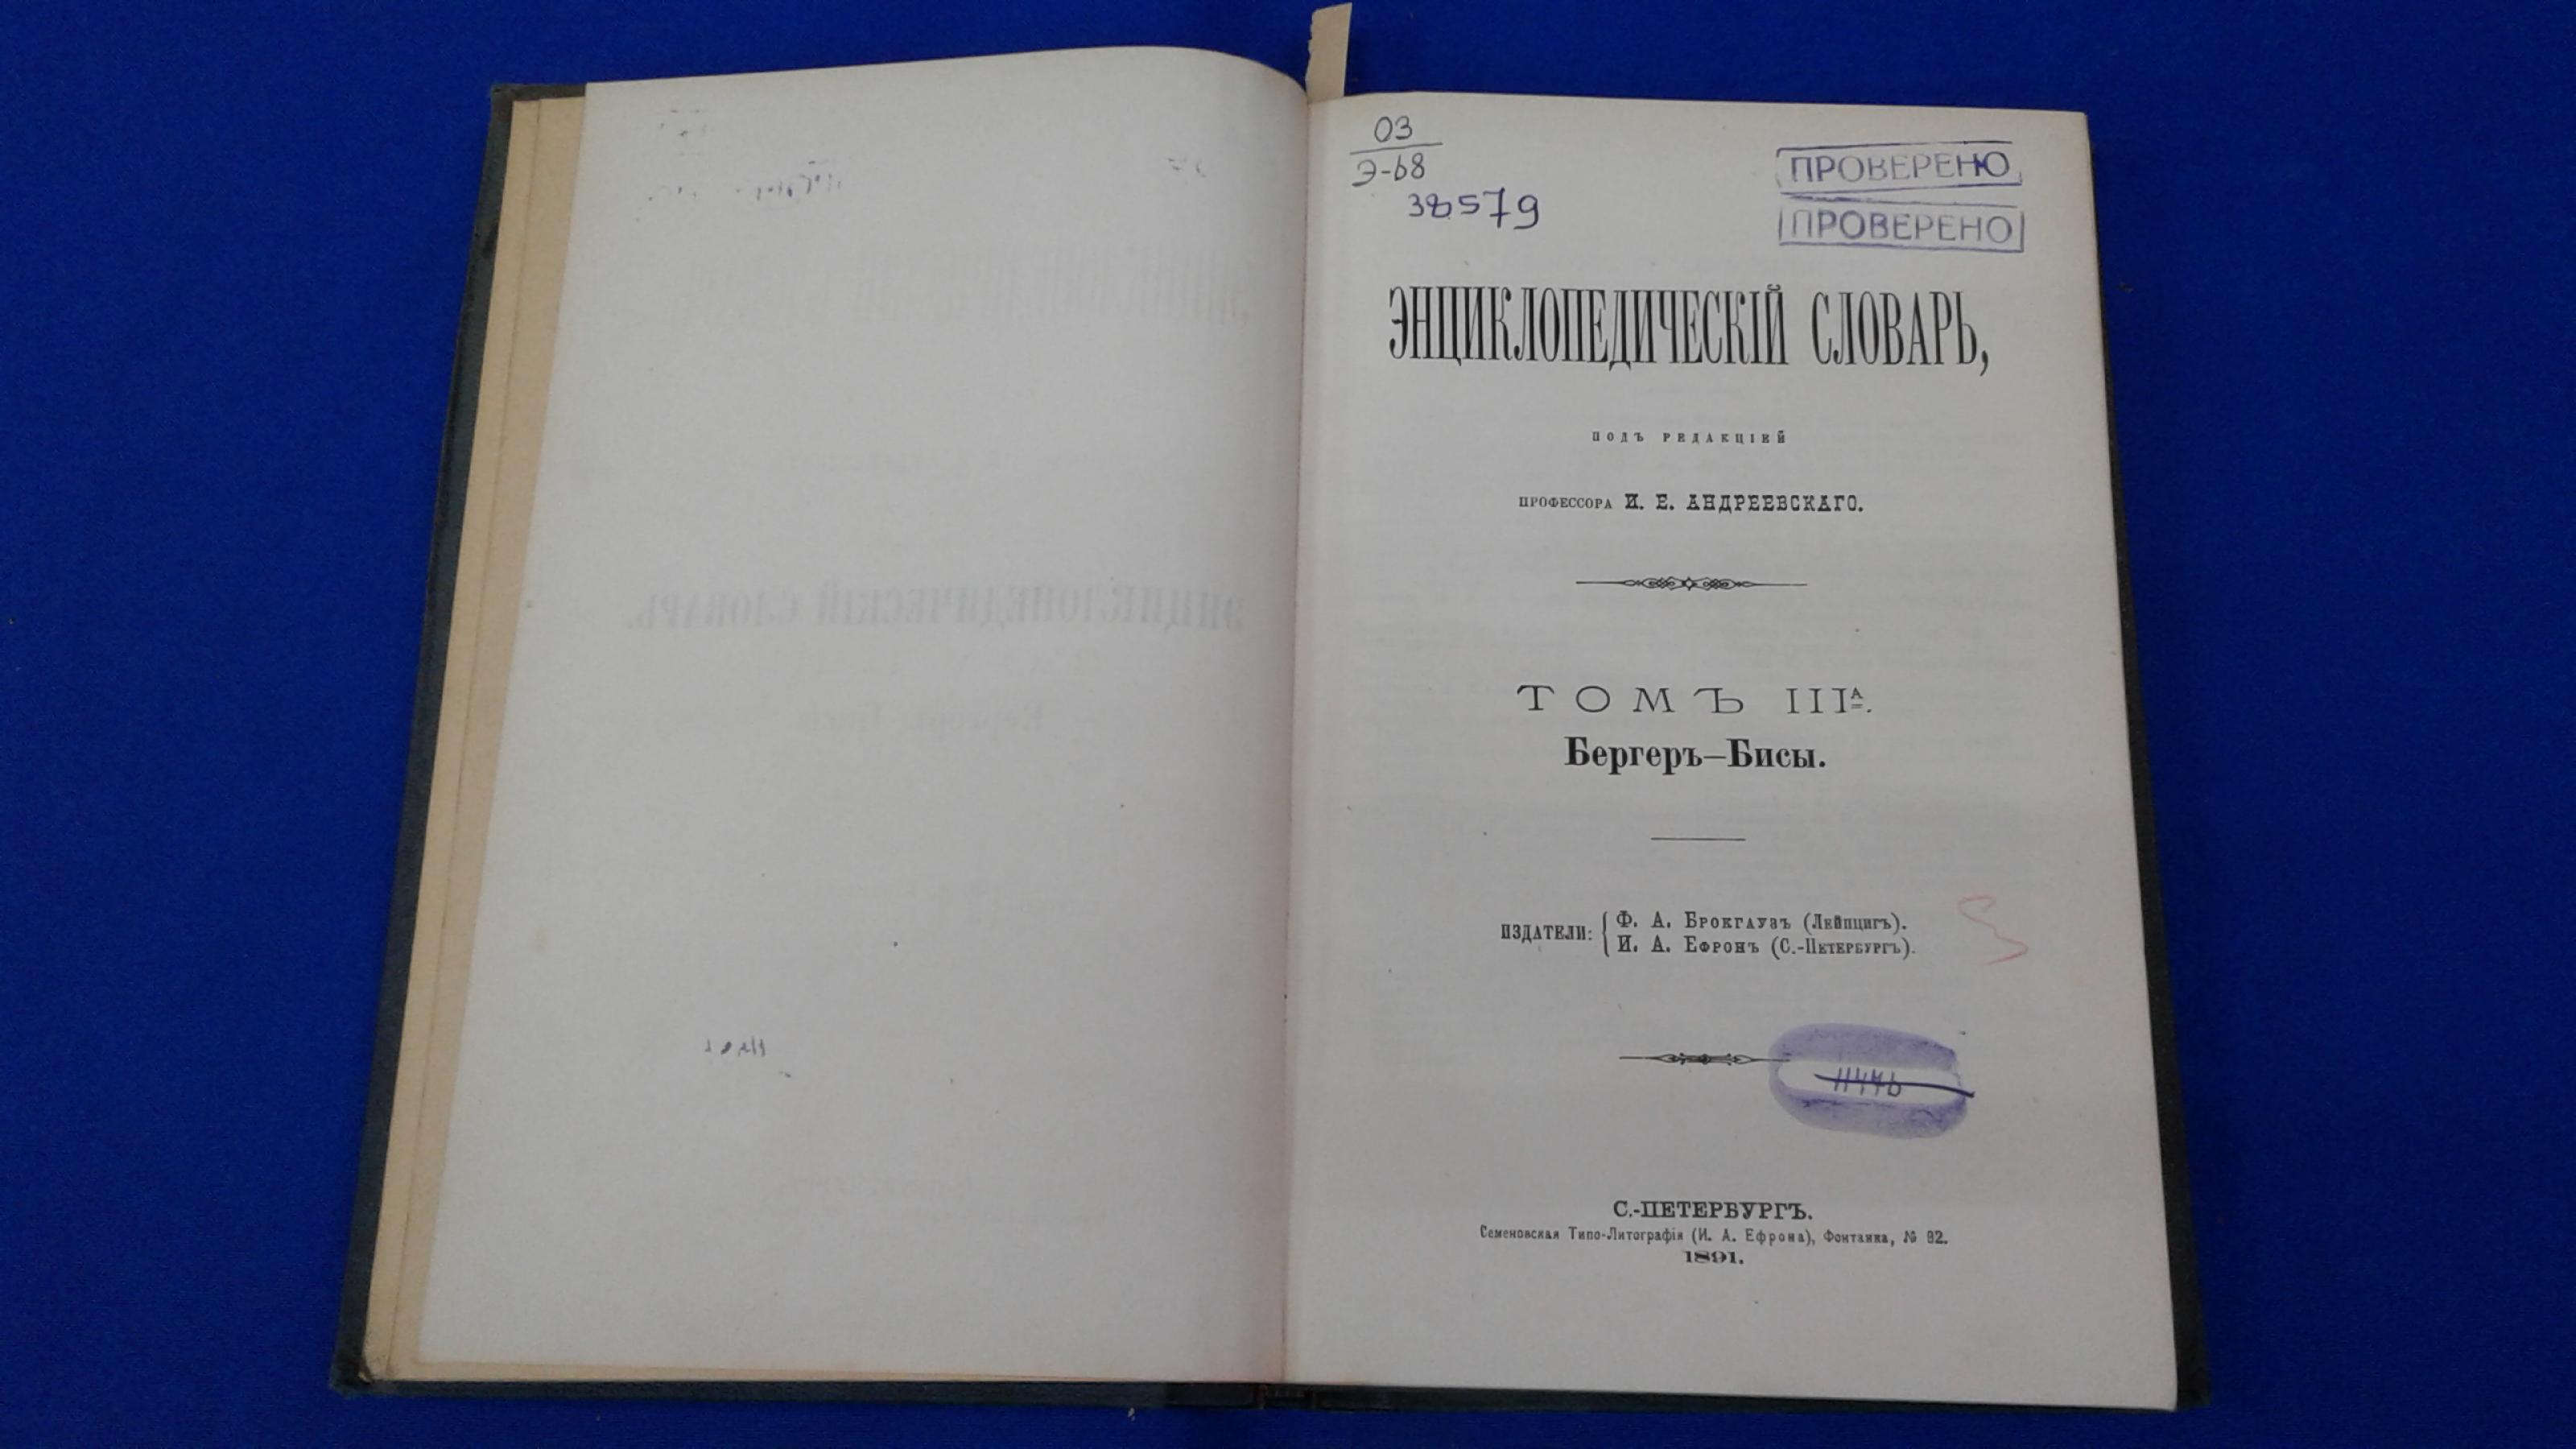 03
Э-68
38579
ПРОВЕРЕНО
ПРОВЕРЕНО
ЭНЦИКЛОПЕДИЧЕСКІЙ СЛОВАРЬ,
ПОДЪ РЕДАКЦІЕЙ
ПРОФЕССОРА И. Е. АНДРЕЕВСКАГО.
ТОМЪ IIIА.
Бергеръ—Бисы.
ИЗДАТЕЛИ:
Ф. А. Брокгаузъ (Лейпцигъ).
И. А. Ефронъ (С.-Петербургъ).
11476
С.-ПЕТЕРБУРГЪ.
Семеновская Типо-Литографія (И. А. Ефрона), Фонтанка, № 92.
1891.